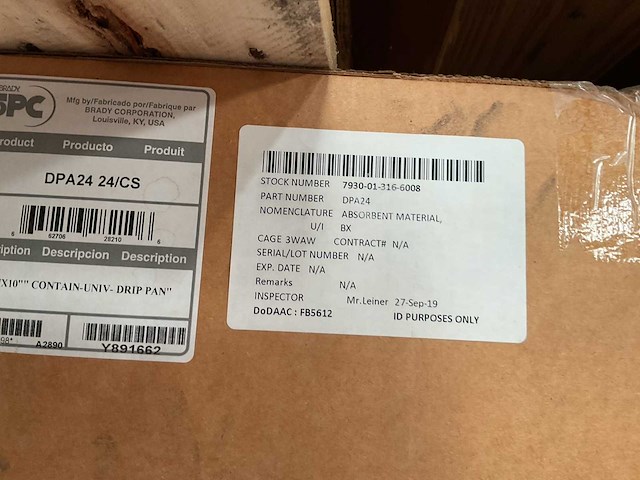 BRADY
SPC
Mfg by/Fabricado por/Fabrique par
BRADY CORPORATION,
Louisville, KY, USA
Product Producto Produit
DPA24 24/CS
6 62706 28210 6
Descripcion Description
X10"" CONTAIN-UNIV- DRIP PAN"
A2890 Y891662
STOCK NUMBER 7930-01-316-6008
PART NUMBER DPA24
NOMENCLATURE ABSORBENT MATERIAL,
U/I BX
CAGE 3WAW CONTRACT# N/A
SERIAL/LOT NUMBER N/A
EXP. DATE N/A
Remarks N/A
INSPECTOR Mr.Leiner 27-Sep-19
DoDAAC : FB5612 ID PURPOSES ONLY